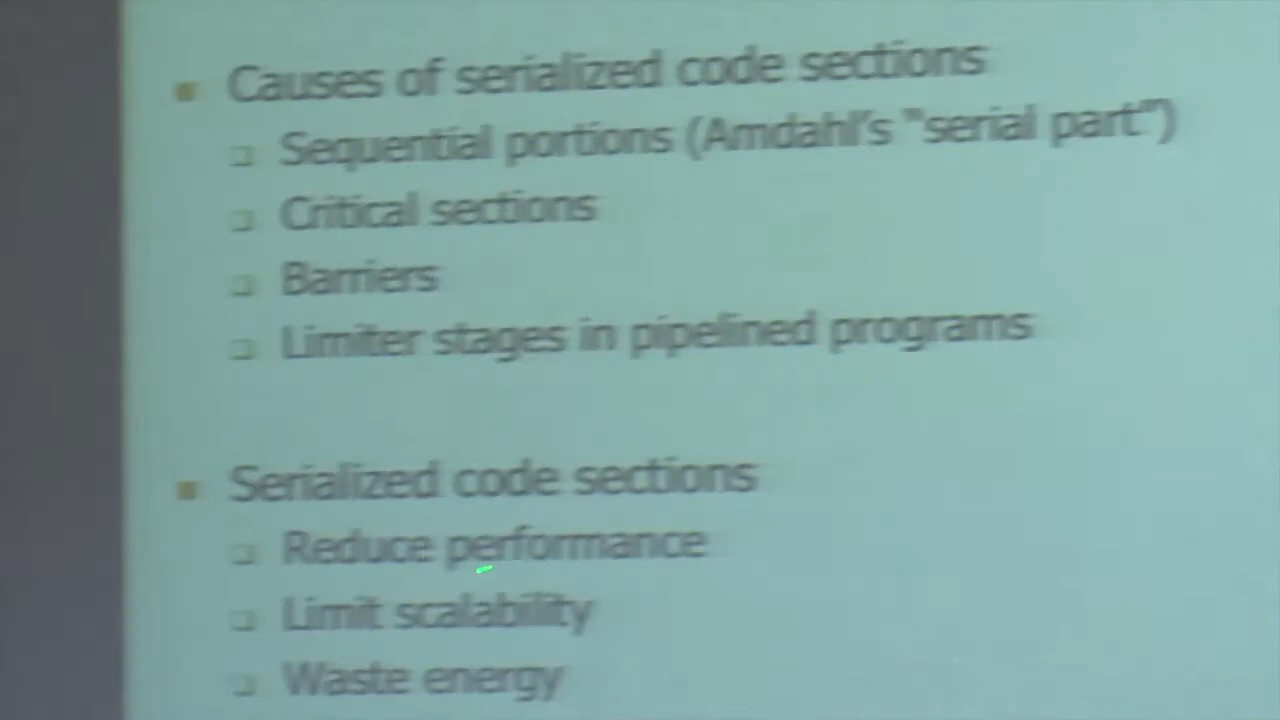 Causes of serialized code sections
Sequential portions (Amdahl's "serial part")
Critical sections
Barriers
Limiter stages in pipelined programs
Serialized code sections
Reduce performance
Limit scalability
Waste energy